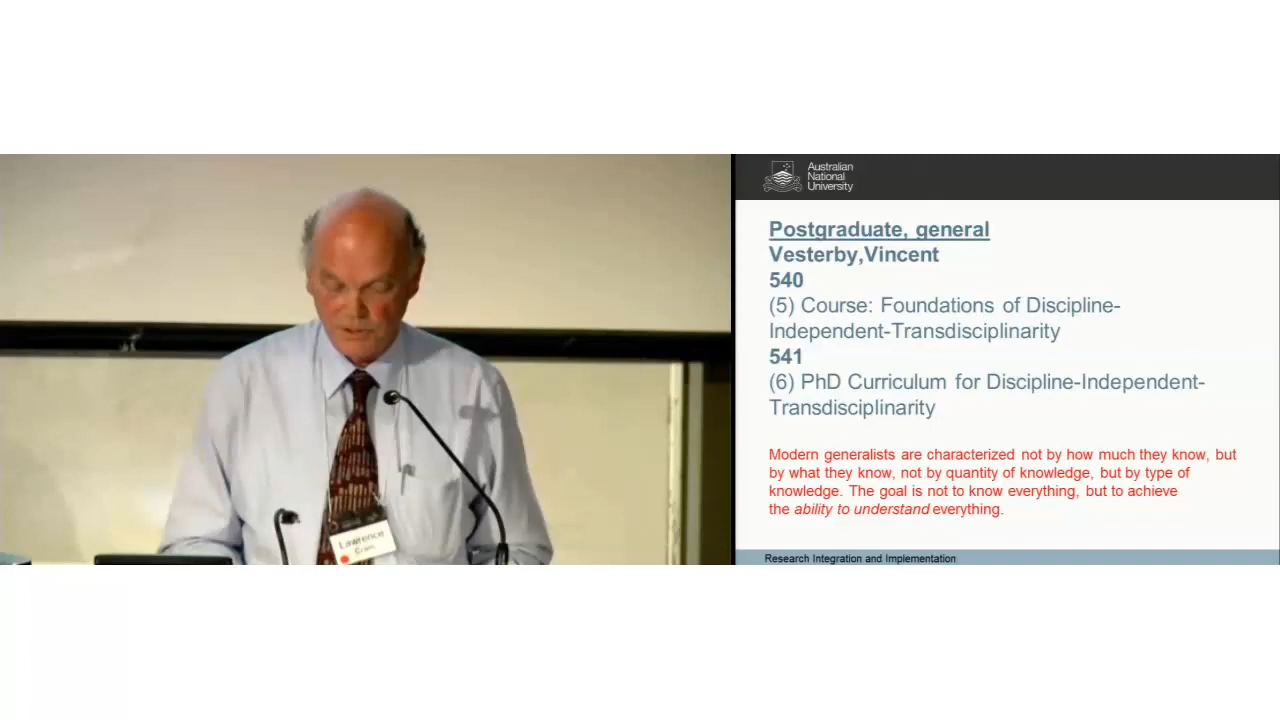 Lawrence
Cram
Australian
National
University
Postgraduate, general
Vesterby,Vincent
540
(5) Course: Foundations of Discipline-
Independent-Transdisciplinarity
541
(6) PhD Curriculum for Discipline-Independent-
Transdisciplinarity
Modern generalists are characterized not by how much they know, but
by what they know, not by quantity of knowledge, but by type of
knowledge. The goal is not to know everything, but to achieve
the ability to understand everything.
Research Integration and Implementation